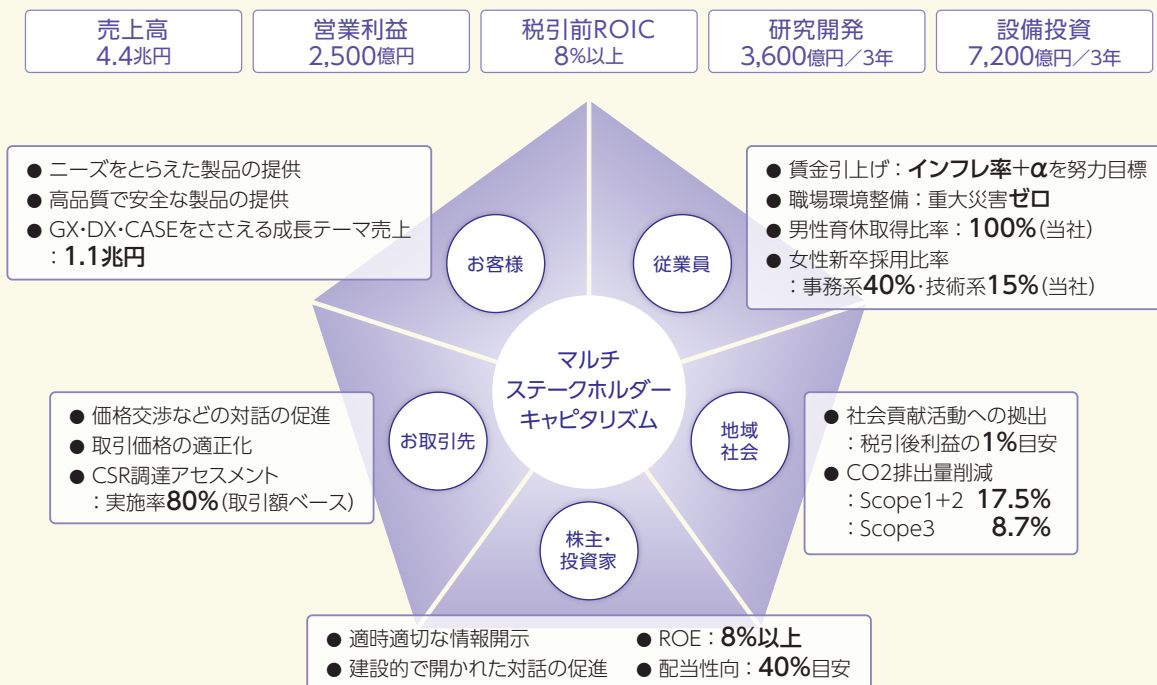 売上高
4.4兆円
営業利益
2,500億円
税引前ROIC
8%以上
研究開発
3,600億円／3年
設備投資
7,200億円／3年
● ニーズをとらえた製品の提供
● 高品質で安全な製品の提供
● GX・DX・CASEをささえる成長テーマ売上
：1.1兆円
お客様
● 賃金引上げ：インフレ率+αを努力目標
● 職場環境整備：重大災害ゼロ
● 男性育休取得比率：100%(当社)
● 女性新卒採用比率
：事務系40%・技術系15%(当社)
従業員
マルチ
ステークホルダー
キャピタリズム
● 価格交渉などの対話の促進
● 取引価格の適正化
● CSR調達アセスメント
：実施率80%(取引額ベース)
お取引先
地域
社会
● 社会貢献活動への拠出
：税引後利益の1%目安
● CO2排出量削減
：Scope1+2 17.5%
：Scope3 8.7%
株主・
投資家
● 適時適切な情報開示
● 建設的で開かれた対話の促進
● ROE：8%以上
● 配当性向：40%目安